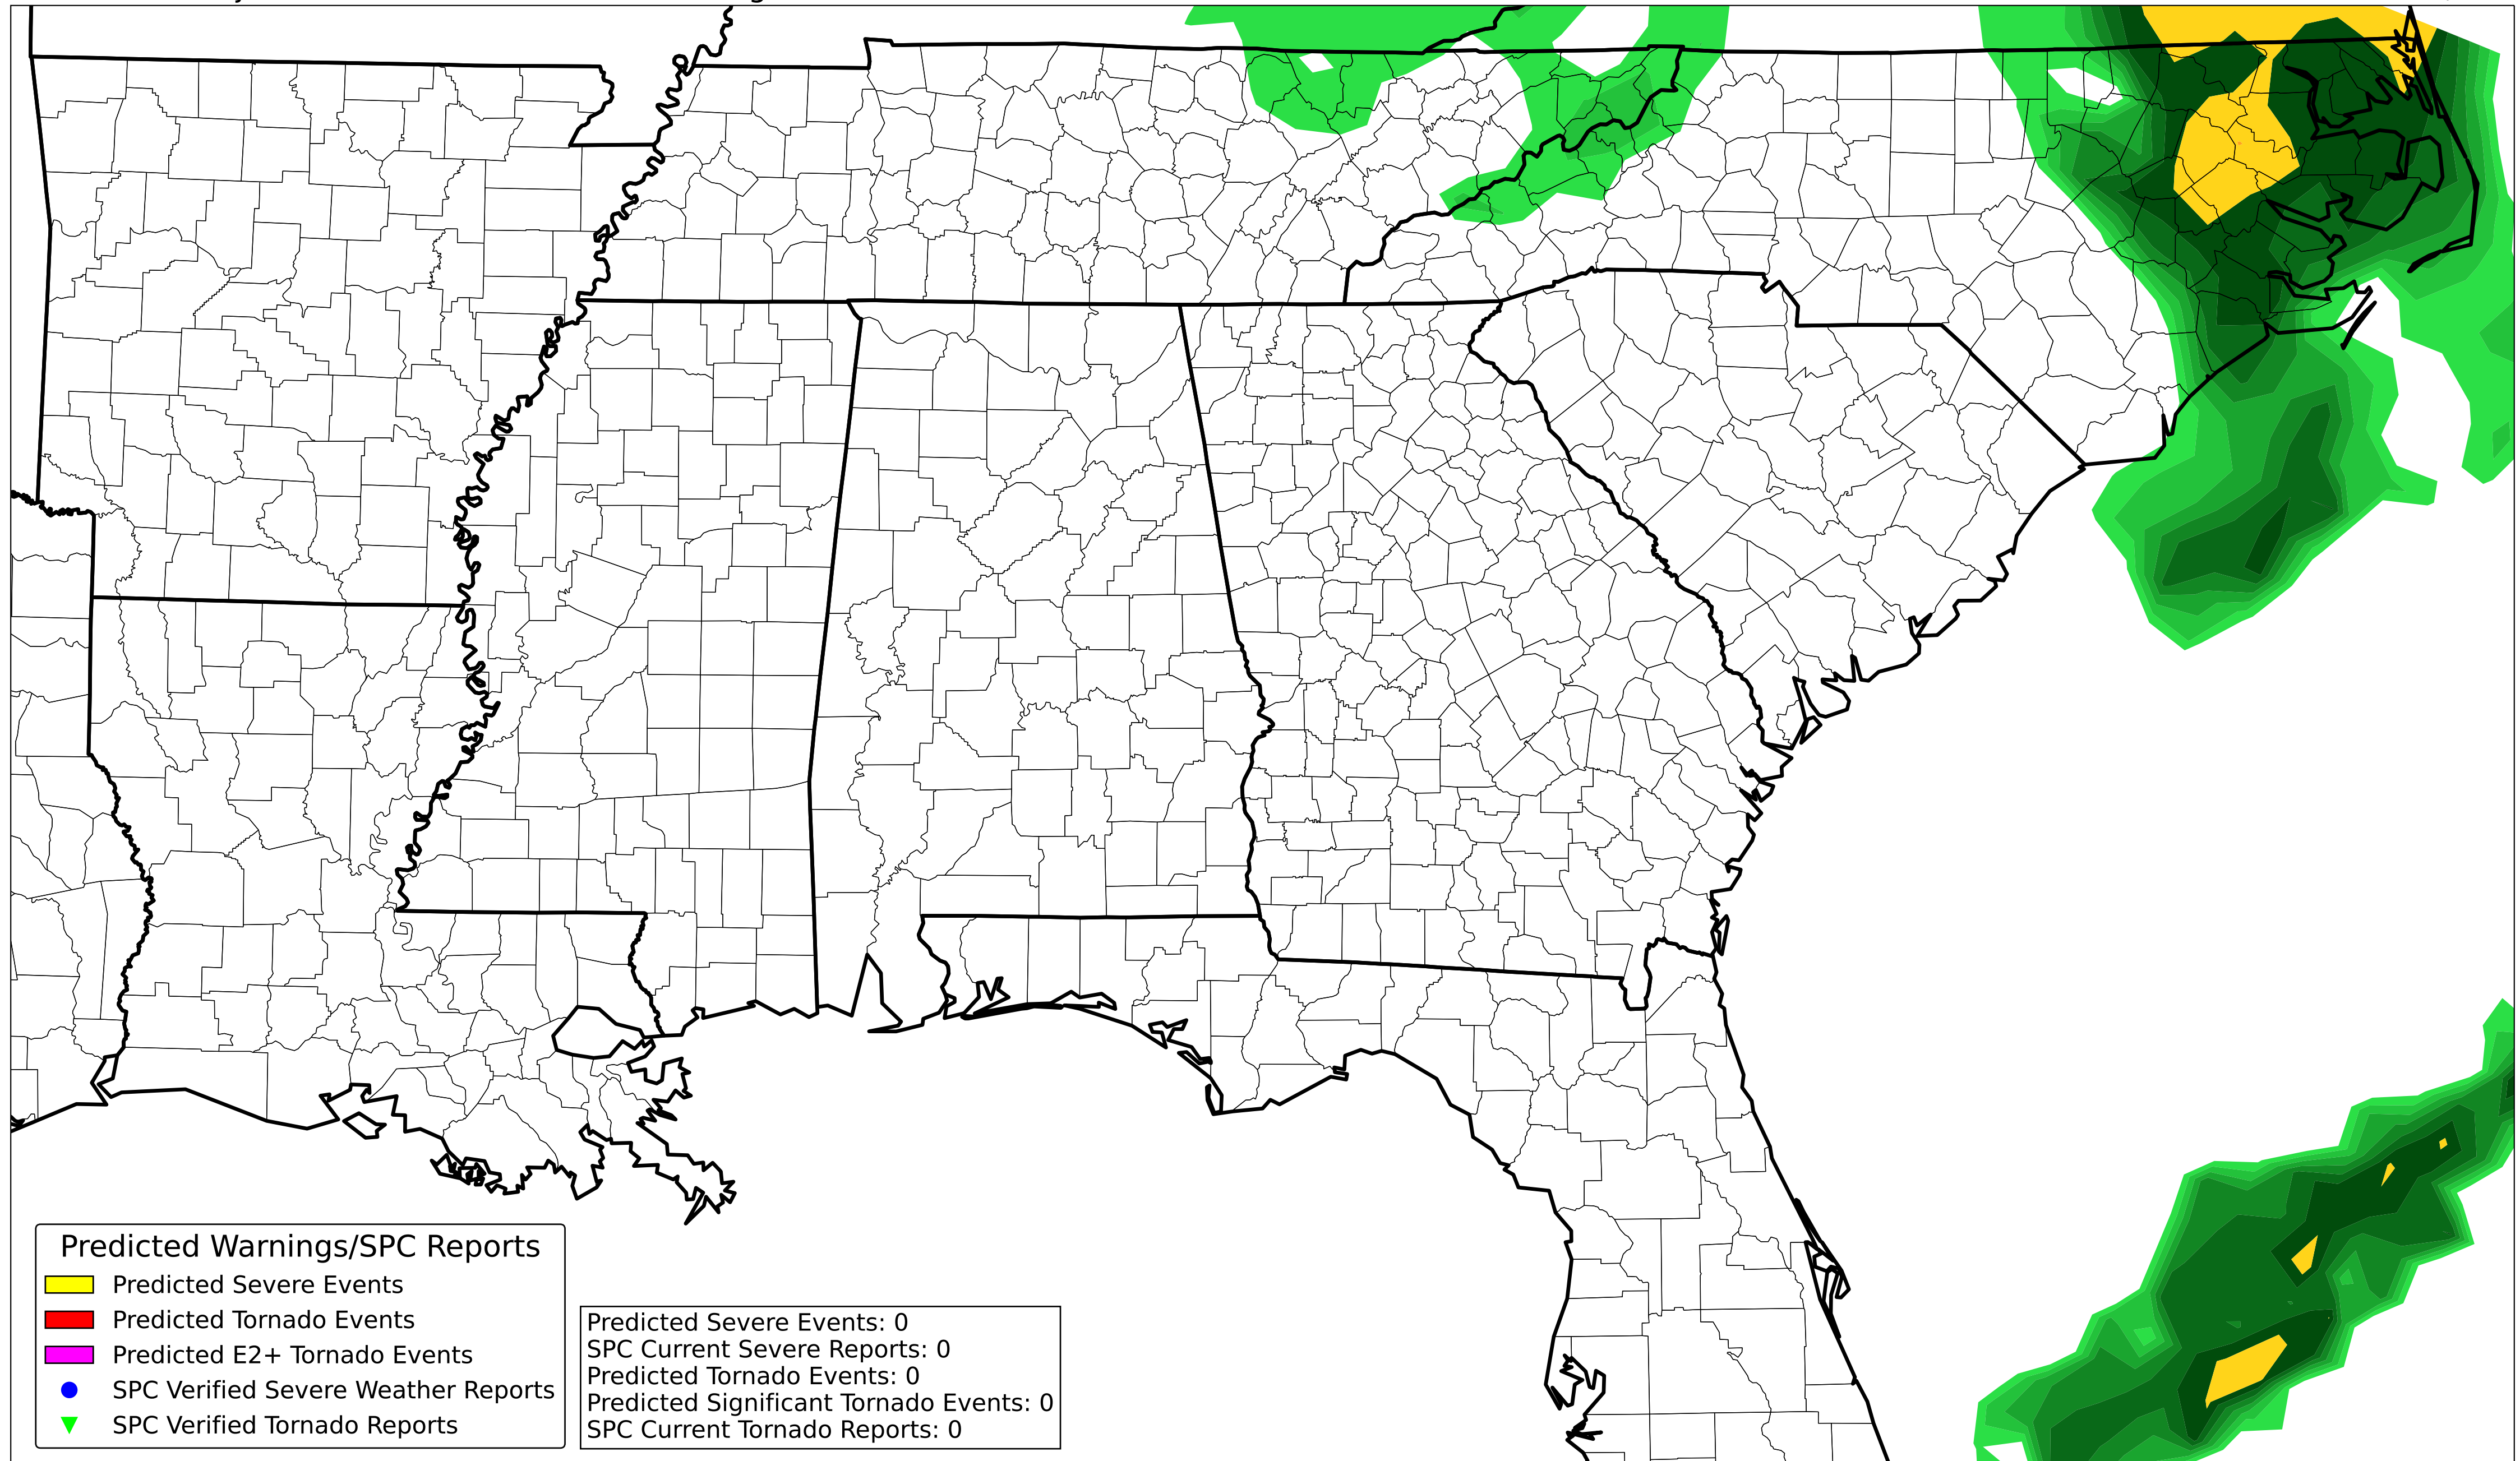 Predicted Warnings/SPC Reports
Predicted Severe Events
Predicted Tornado Events
Predicted E2+ Tornado Events
SPC Verified Severe Weather Reports
SPC Verified Tornado Reports
Predicted Severe Events: 0
SPC Current Severe Reports: 0
Predicted Tornado Events: 0
Predicted Significant Tornado Events: 0
SPC Current Tornado Reports: 0